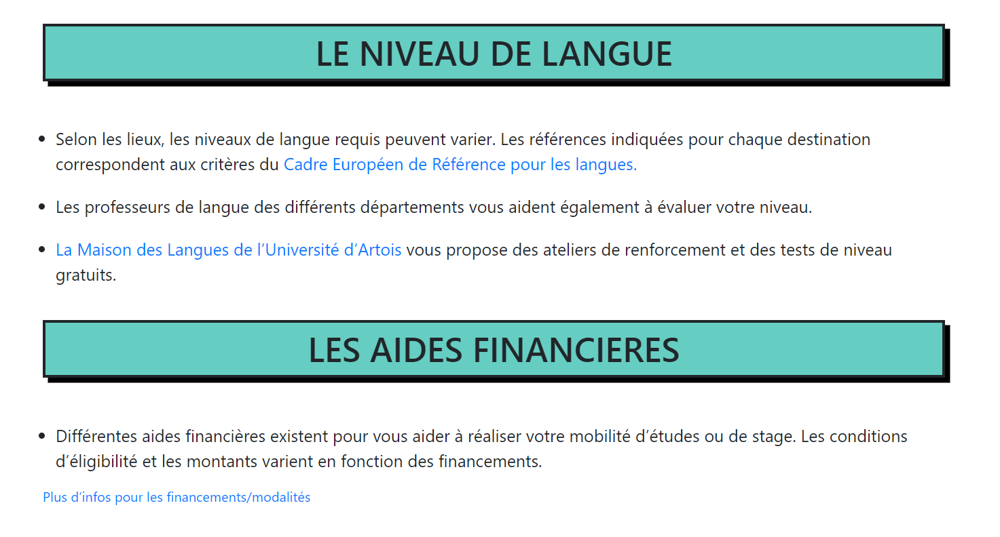 LE NIVEAU DE LANGUE
• Selon les lieux, les niveaux de langue requis peuvent varier. Les références indiquées pour chaque destination
correspondent aux critères du Cadre Européen de Référence pour les langues.
• Les professeurs de langue des différents départements vous aident également à évaluer votre niveau.
• La Maison des Langues de l’Université d’Artois vous propose des ateliers de renforcement et des tests de niveau
gratuits.
LES AIDES FINANCIERES
• Différentes aides financières existent pour vous aider à réaliser votre mobilité d’études ou de stage. Les conditions
d’éligibilité et les montants varient en fonction des financements.
Plus d’infos pour les financements/modalités